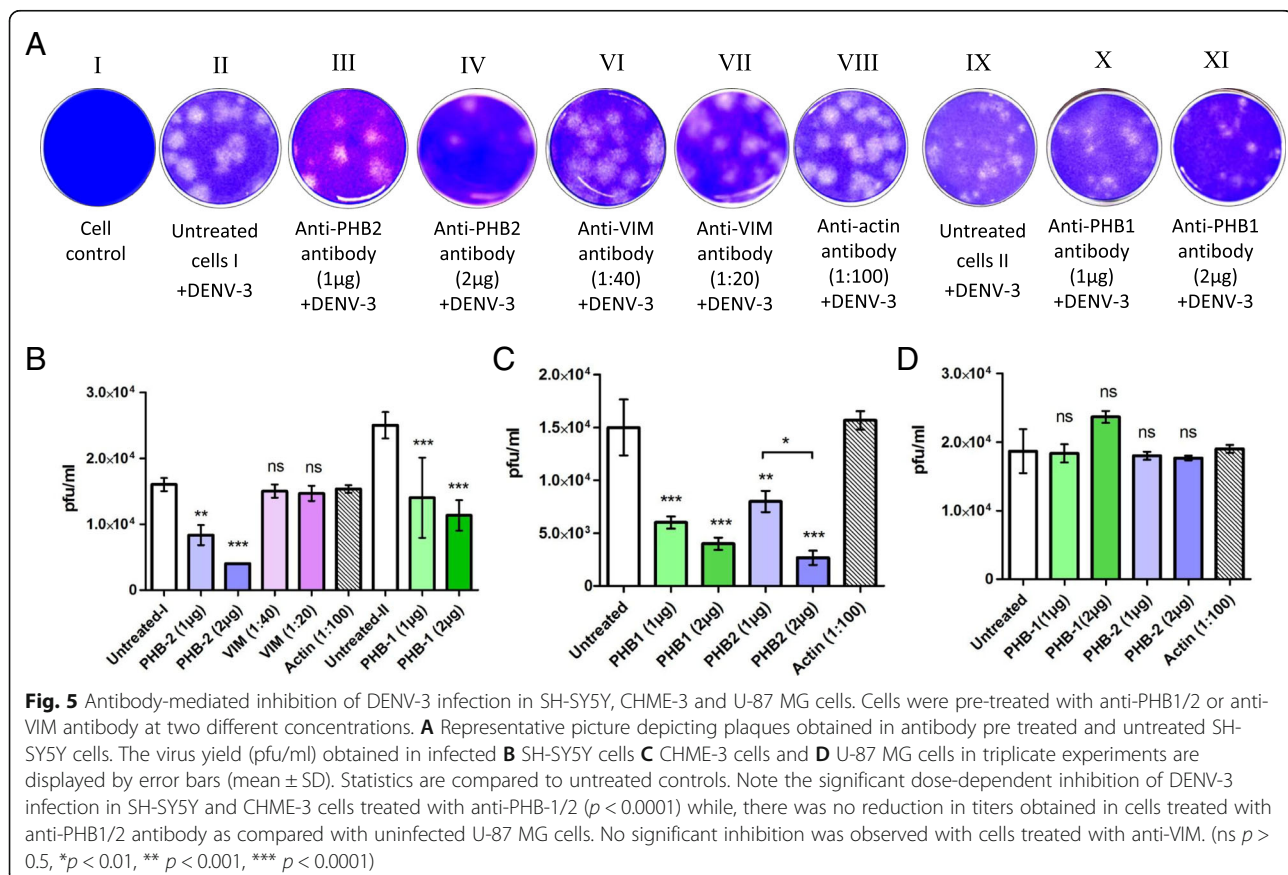 A
I II III IV VI VII VIII IX X XI
Cell control
Untreated cells I +DENV-3
Anti-PHB2 antibody (1µg) +DENV-3
Anti-PHB2 antibody (2µg) +DENV-3
Anti-VIM antibody (1:40) +DENV-3
Anti-VIM antibody (1:20) +DENV-3
Anti-actin antibody (1:100) +DENV-3
Untreated cells II +DENV-3
Anti-PHB1 antibody (1µg) +DENV-3
Anti-PHB1 antibody (2µg) +DENV-3
B
pfu/ml
3.0×10⁴
2.0×10⁴
1.0×10⁴
0
** *** ns ns *** ***
Untreated-I
PHB-2 (1µg)
PHB-2 (2µg)
VIM (1:40)
VIM (1:20)
Actin (1:100)
Untreated-II
PHB-1 (1µg)
PHB-1 (2µg)
C
pfu/ml
2.0×10⁴
1.5×10⁴
1.0×10⁴
5.0×10³
0
*** *** ** *** *
Untreated
PHB1 (1µg)
PHB1 (2µg)
PHB2 (1µg)
PHB2 (2µg)
Actin (1:100)
D
pfu/ml
3.0×10⁴
2.0×10⁴
1.0×10⁴
0
ns ns ns ns
Untreated
PHB-1(1µg)
PHB-1(2µg)
PHB-2 (1µg)
PHB-2 (2µg)
Actin (1:100)
Fig. 5 Antibody-mediated inhibition of DENV-3 infection in SH-SY5Y, CHME-3 and U-87 MG cells. Cells were pre-treated with anti-PHB1/2 or anti-
VIM antibody at two different concentrations. A Representative picture depicting plaques obtained in antibody pre treated and untreated SH-
SY5Y cells. The virus yield (pfu/ml) obtained in infected B SH-SY5Y cells C CHME-3 cells and D U-87 MG cells in triplicate experiments are
displayed by error bars (mean ± SD). Statistics are compared to untreated controls. Note the significant dose-dependent inhibition of DENV-3
infection in SH-SY5Y and CHME-3 cells treated with anti-PHB-1/2 (p < 0.0001) while, there was no reduction in titers obtained in cells treated with
anti-PHB1/2 antibody as compared with uninfected U-87 MG cells. No significant inhibition was observed with cells treated with anti-VIM. (ns p >
0.5, *p < 0.01, ** p < 0.001, *** p < 0.0001)